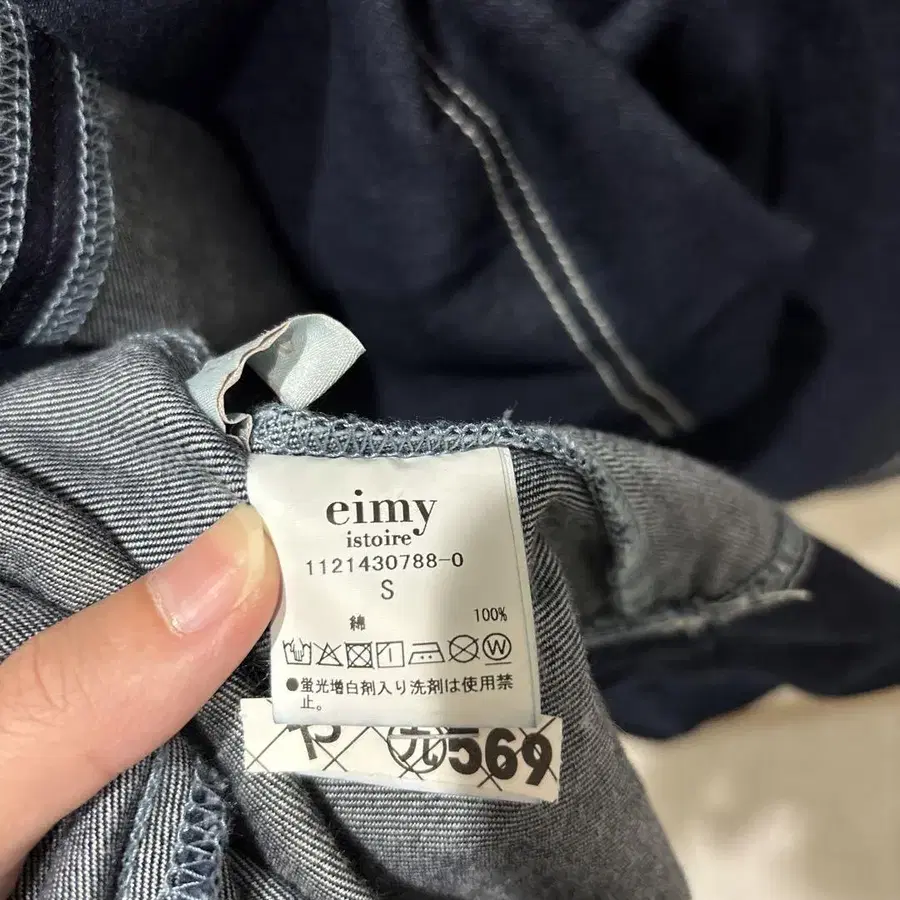 eimy
istoire
1121430788-0
S
綿 100%
W
●蛍光増白剤入り洗剤は使用禁
止。
569